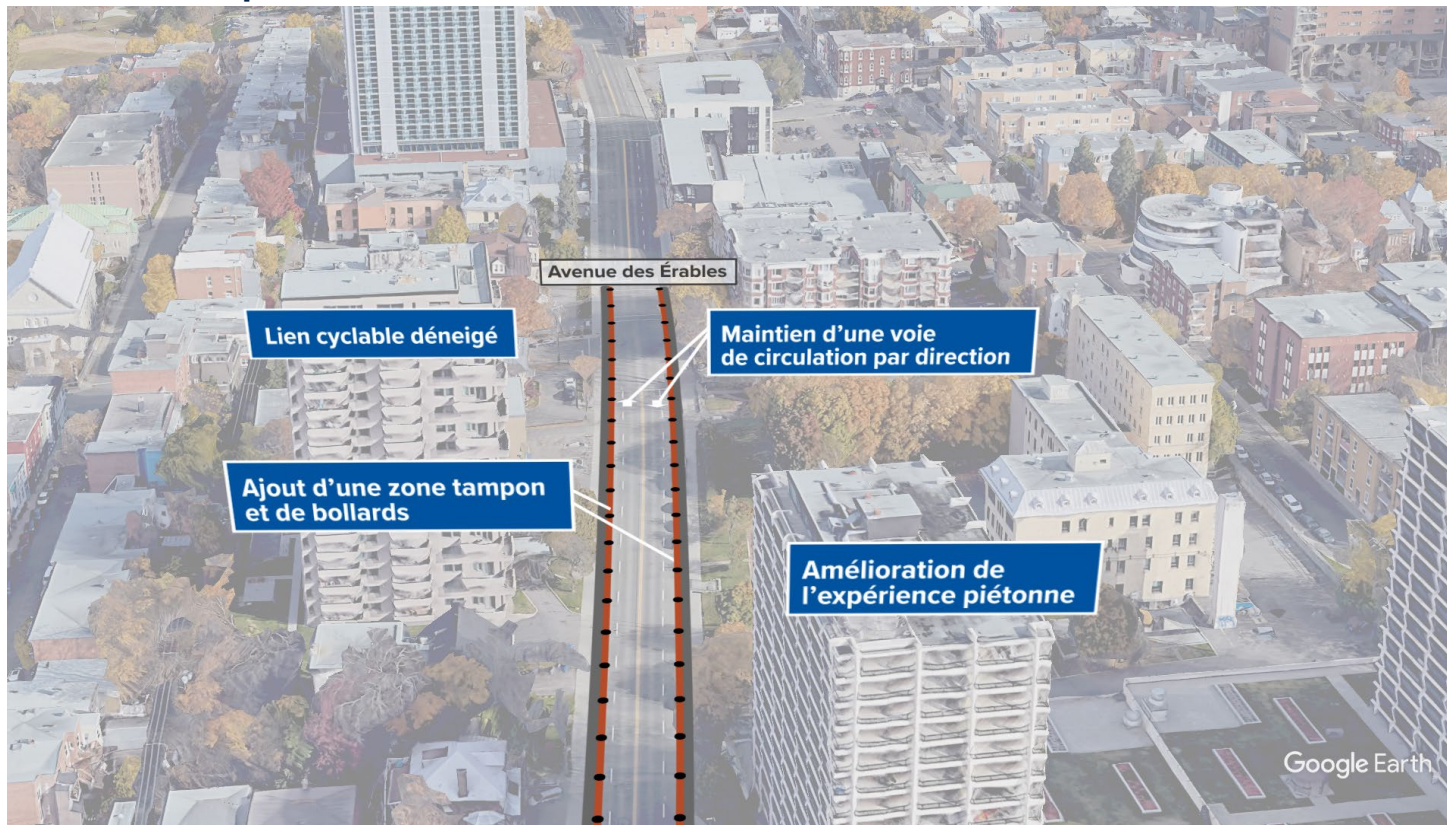 Avenue des Érables
Lien cyclable déneigé
Maintien d’une voie
de circulation par direction
Ajout d’une zone tampon
et de bollards
Amélioration de
l’expérience piétonne
Google Earth